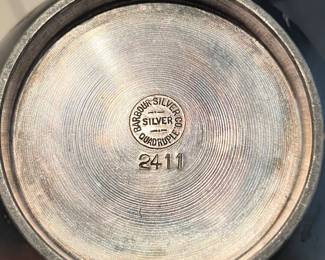 BARBOUR SILVER CO.
SILVER
QUADRUPLE
2411